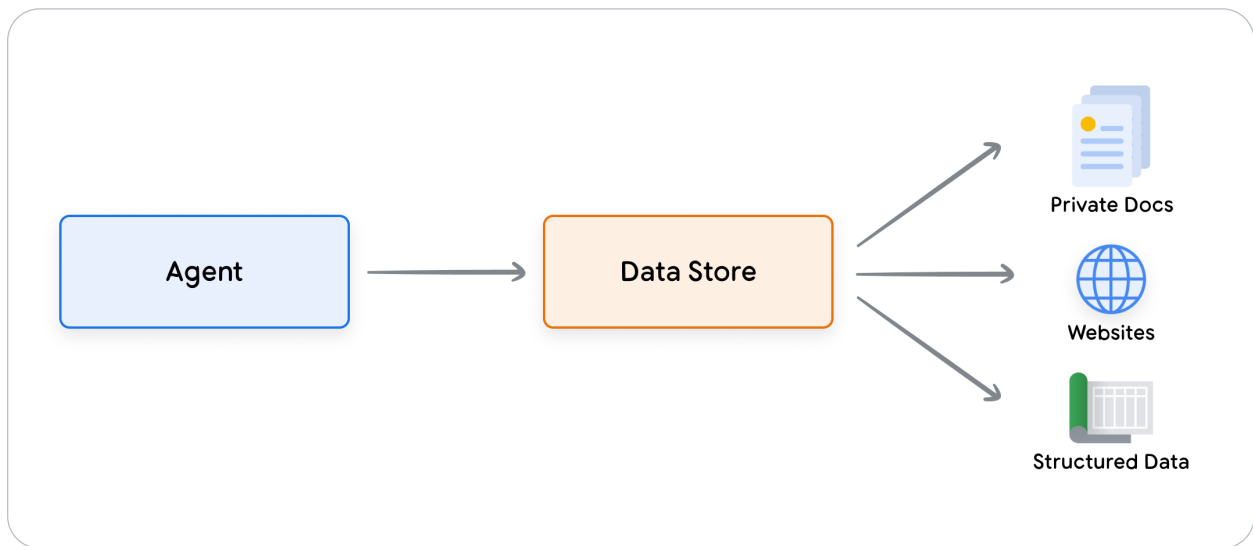 Agent
Data Store
Private Docs
Websites
Structured Data